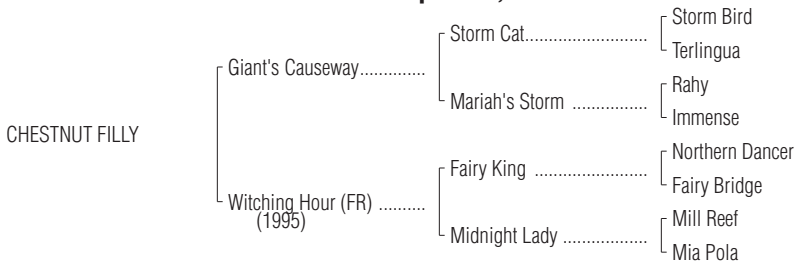 Storm Bird
Storm Cat............................
Terlingua
Giant's Causeway..............
Rahy
Mariah's Storm ................
Immense
CHESTNUT FILLY
Northern Dancer
Fairy King ........................
Fairy Bridge
Witching Hour (FR) ..........
(1995)
Mill Reef
Midnight Lady ..................
Mia Pola